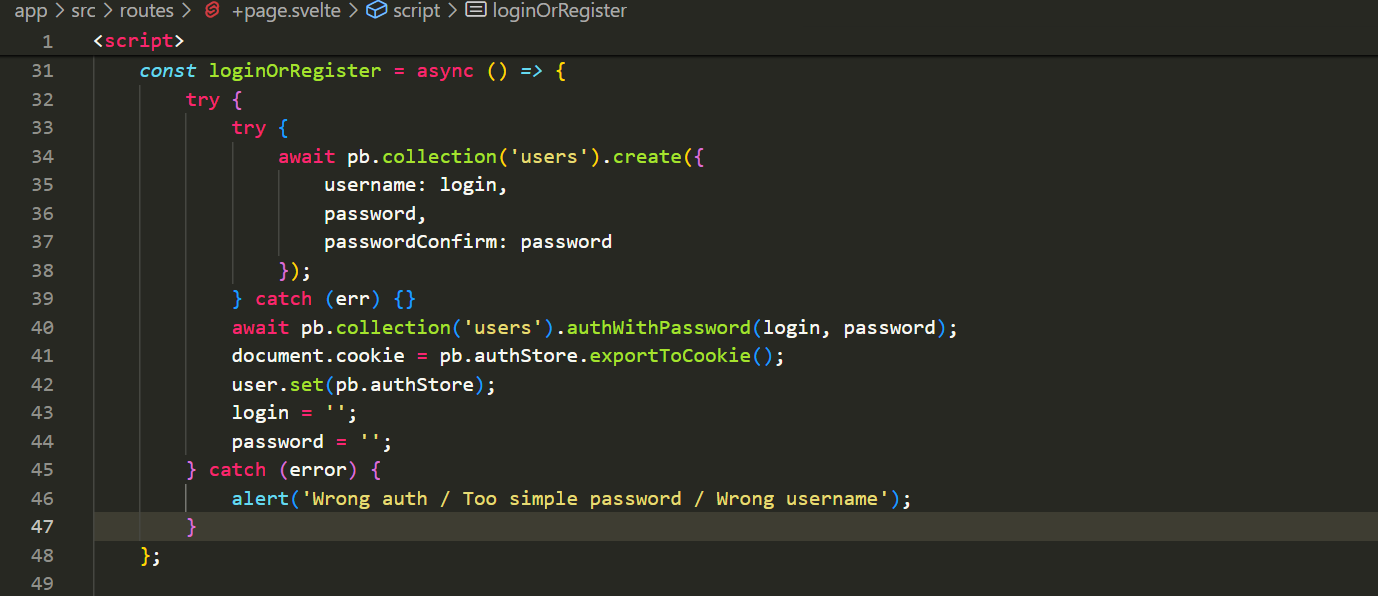 app > src > routes > +page.svelte > script > loginOrRegister
1 <script>
31 const loginOrRegister = async () => {
32 try {
33 try {
34 await pb.collection('users').create({
35 username: login,
36 password,
37 passwordConfirm: password
38 });
39 } catch (err) {}
40 await pb.collection('users').authWithPassword(login, password);
41 document.cookie = pb.authStore.exportToCookie();
42 user.set(pb.authStore);
43 login = '';
44 password = '';
45 } catch (error) {
46 alert('Wrong auth / Too simple password / Wrong username');
47 }
48 };
49